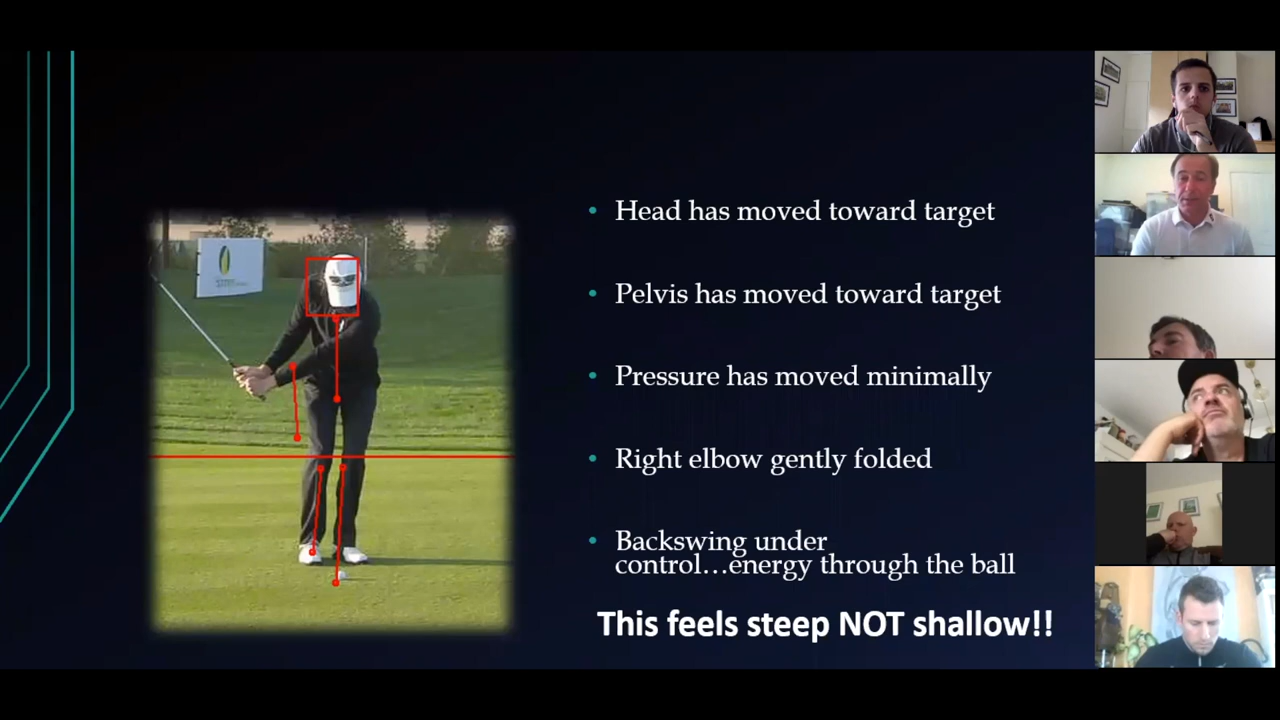 Head has moved toward target
Pelvis has moved toward target
Pressure has moved minimally
Right elbow gently folded
Backswing under
control…energy through the ball
This feels steep NOT shallow!!